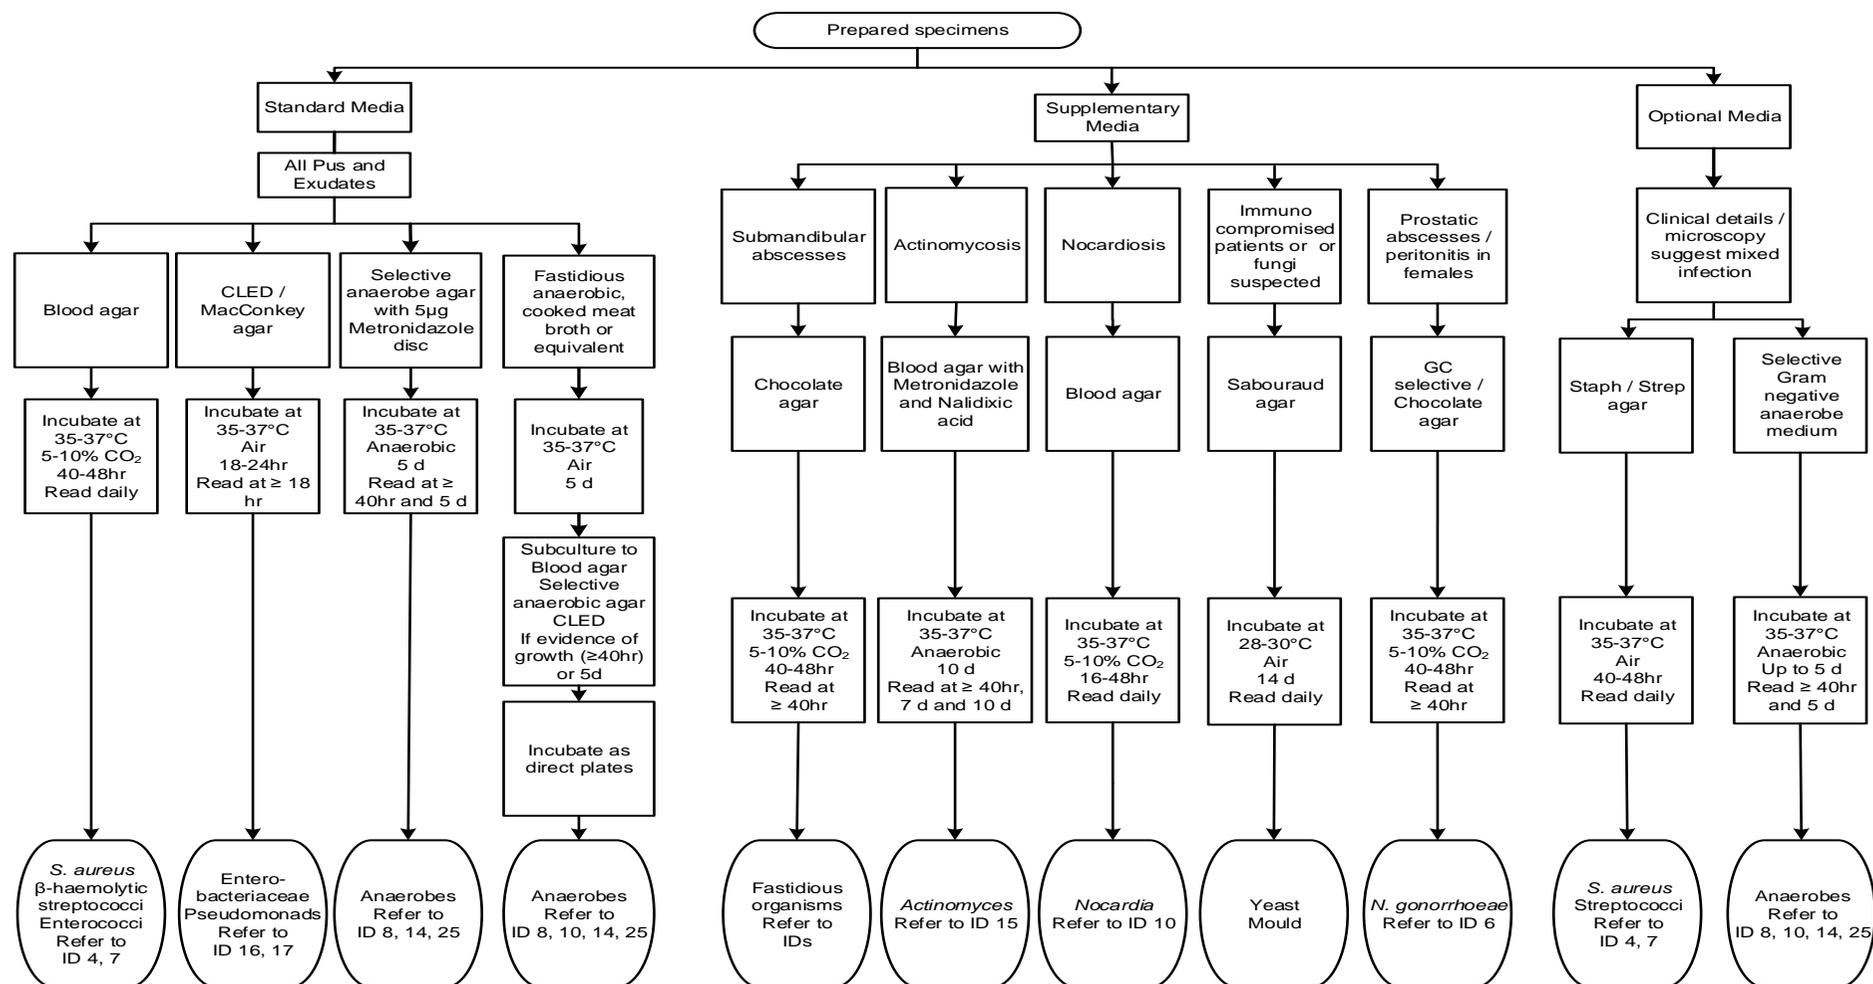 Prepared specimens
Standard Media
All Pus and
Exudates
Blood agar
Incubate at
35-37°C
5-10% CO₂
40-48hr
Read daily
S. aureus
β-haemolytic
streptococci
Enterococci
Refer to
ID 4, 7
CLED /
MacConkey
agar
Incubate at
35-37°C
Air
18-24hr
Read at ≥ 18
hr
Entero-
bacteriaceae
Pseudomonads
Refer to
ID 16, 17
Selective
anaerobe agar
with 5µg
Metronidazole
disc
Incubate at
35-37°C
Anaerobic
5 d
Read at ≥
40hr and 5 d
Anaerobes
Refer to
ID 8, 14, 25
Fastidious
anaerobic,
cooked meat
broth or
equivalent
Incubate at
35-37°C
Air
5 d
Subculture to
Blood agar
Selective
anaerobic agar
CLED
If evidence of
growth (≥40hr)
or 5d
Incubate as
direct plates
Anaerobes
Refer to
ID 8, 10, 14, 25
Supplementary
Media
Submandibular
abscesses
Chocolate
agar
Incubate at
35-37°C
5-10% CO₂
40-48hr
Read at
≥ 40hr
Fastidious
organisms
Refer to
IDs
Actinomycosis
Blood agar with
Metronidazole
and Nalidixic
acid
Incubate at
35-37°C
Anaerobic
10 d
Read at ≥ 40hr,
7 d and 10 d
Actinomyces
Refer to ID 15
Nocardiosis
Blood agar
Incubate at
35-37°C
5-10% CO₂
16-48hr
Read daily
Nocardia
Refer to ID 10
Immuno
compromised
patients or or
fungi
suspected
Sabouraud
agar
Incubate at
28-30°C
Air
14 d
Read daily
Yeast
Mould
Prostatic
abscesses /
peritonitis in
females
GC
selective /
Chocolate
agar
Incubate at
35-37°C
5-10% CO₂
40-48hr
Read at
≥ 40hr
N. gonorrhoeae
Refer to ID 6
Optional Media
Clinical details /
microscopy
suggest mixed
infection
Staph / Strep
agar
Incubate at
35-37°C
Air
40-48hr
Read daily
S. aureus
Streptococci
Refer to
ID 4, 7
Selective
Gram
negative
anaerobe
medium
Incubate at
35-37°C
Anaerobic
Up to 5 d
Read ≥ 40hr
and 5 d
Anaerobes
Refer to
ID 8, 10, 14, 25